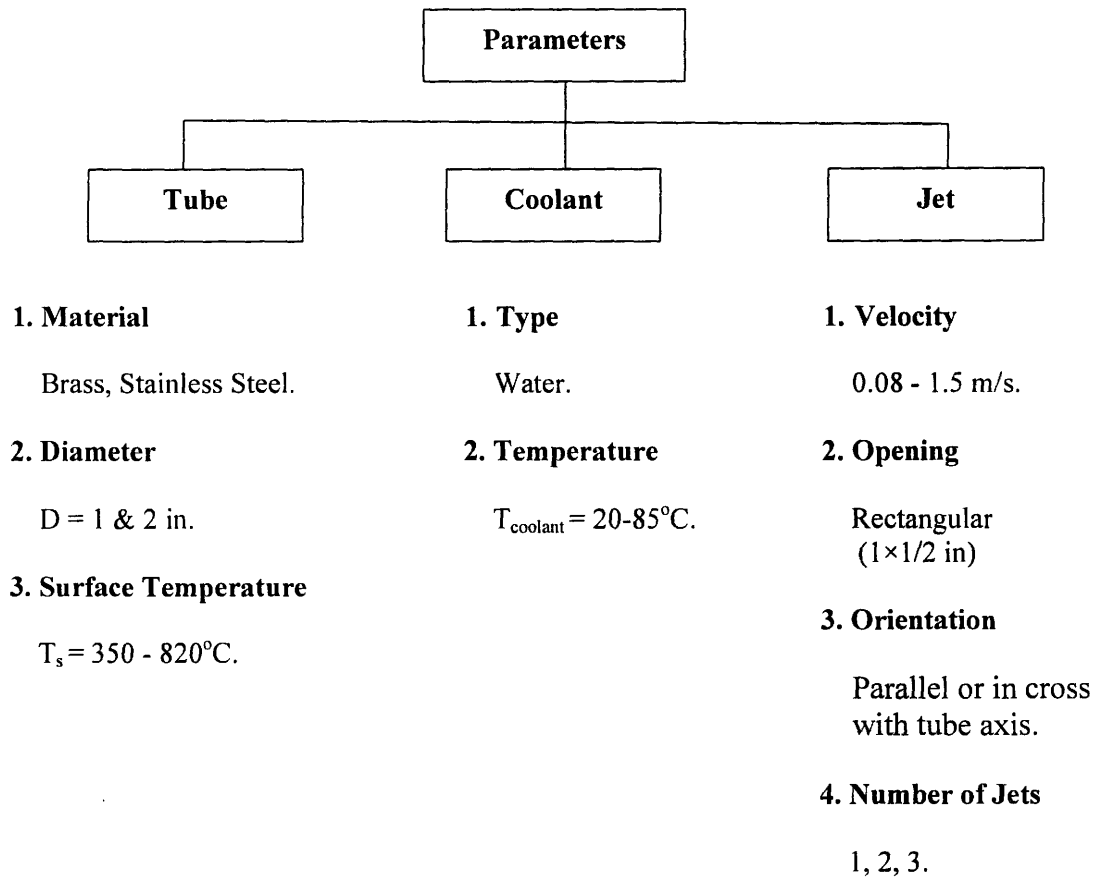 Parameters
Tube
Coolant
Jet
1. Material
Brass, Stainless Steel.
2. Diameter
D = 1 & 2 in.
3. Surface Temperature
Tₛ = 350 - 820°C.
1. Type
Water.
2. Temperature
T_coolant = 20-85°C.
1. Velocity
0.08 - 1.5 m/s.
2. Opening
Rectangular
(1×1/2 in)
3. Orientation
Parallel or in cross
with tube axis.
4. Number of Jets
1, 2, 3.